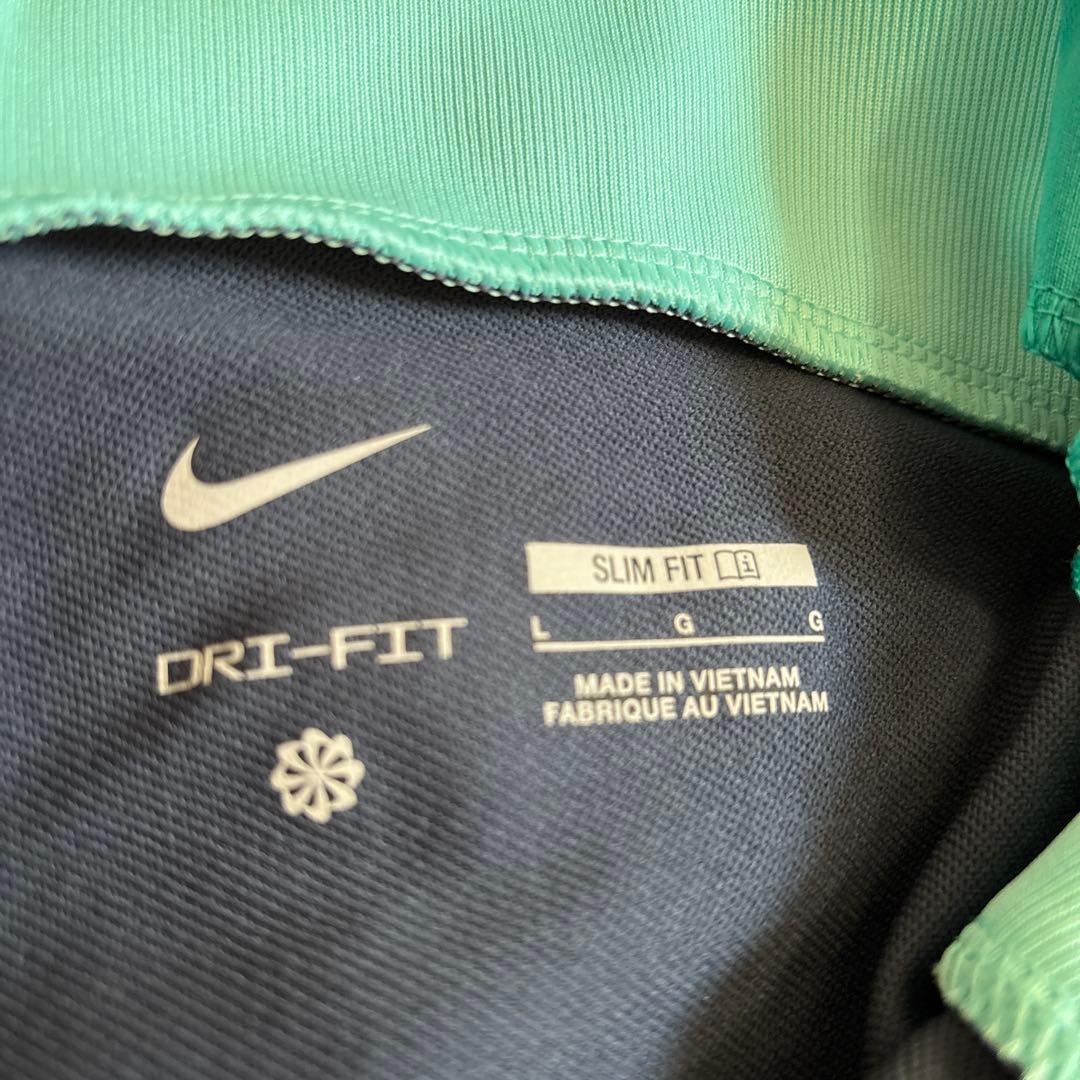 DRI-FIT
SLIM FIT
L G G
MADE IN VIETNAM
FABRIQUE AU VIETNAM